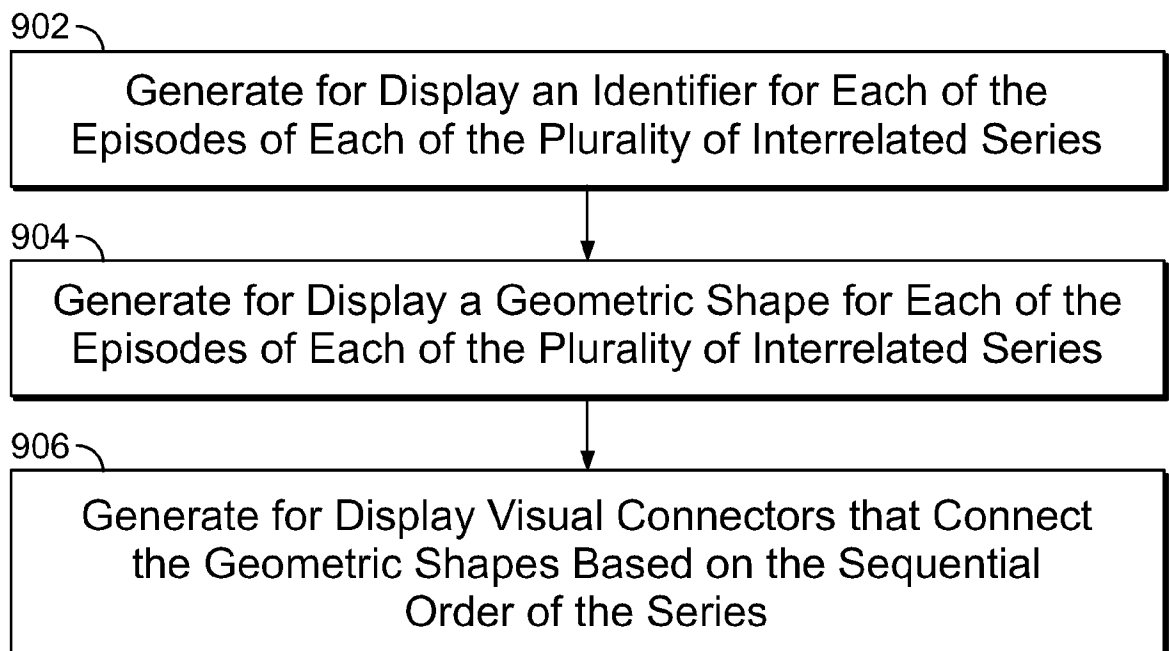 902
Generate for Display an Identifier for Each of the
Episodes of Each of the Plurality of Interrelated Series
904
Generate for Display a Geometric Shape for Each of the
Episodes of Each of the Plurality of Interrelated Series
906
Generate for Display Visual Connectors that Connect
the Geometric Shapes Based on the Sequential
Order of the Series